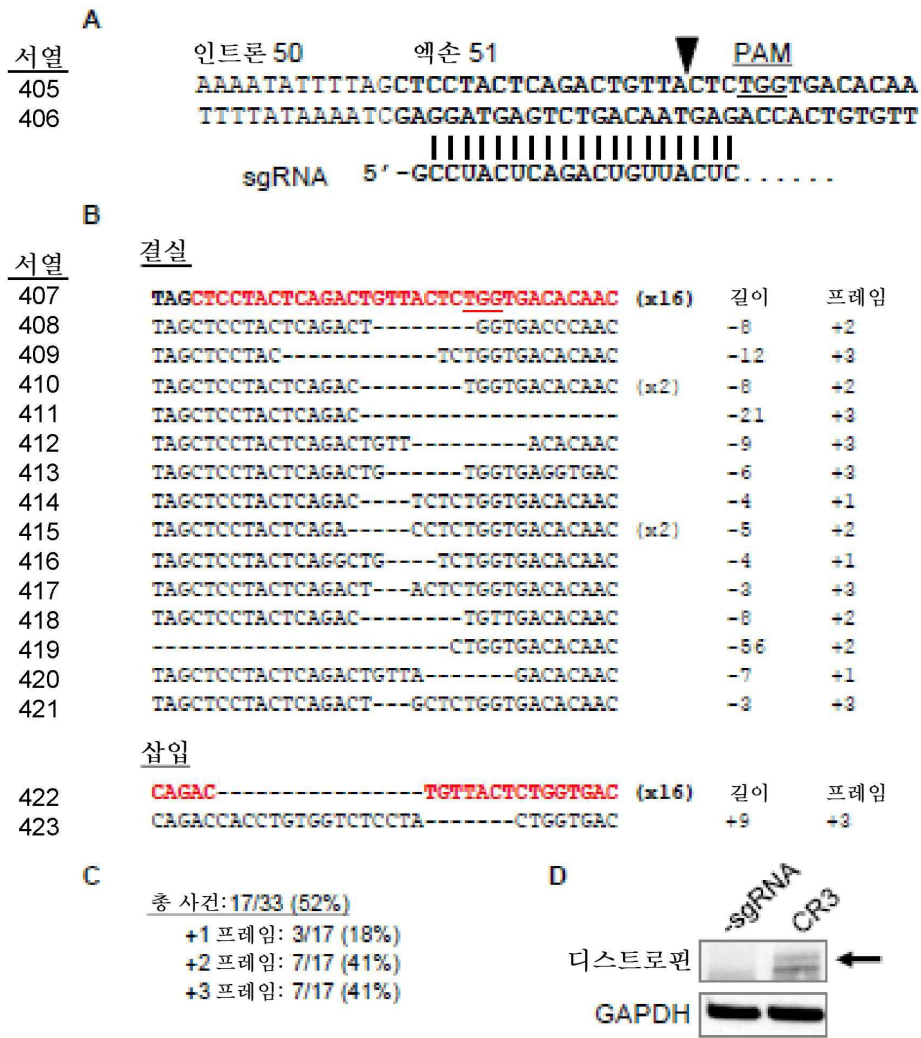 A
서열 인트론 50 엑손 51 PAM
405 AAAATATTTTAGCTCCTACTCAGACTGTTACTCTGGTGACACAA
406 TTTTATAAAATCGAGGATGAGTCTGACAATGAGACCACTGTGTT
sgRNA 5′-GCCUACUCAGACUGUUACUC......
B
서열 결실
407 TAGCTCCTACTCAGACTGTTACTCTGGTGACACAAC (x16) 길이 프레임
408 TAGCTCCTACTCAGACT--------GGTGACCCAAC -8 +2
409 TAGCTCCTAC------------TCTGGTGACACAAC -12 +3
410 TAGCTCCTACTCAGAC--------TGGTGACACAAC (x2) -8 +2
411 TAGCTCCTACTCAGAC-------------------- -21 +3
412 TAGCTCCTACTCAGACTGTT---------ACACAAC -9 +3
413 TAGCTCCTACTCAGACTG------TGGTGAGGTGAC -6 +3
414 TAGCTCCTACTCAGAC----TCTCTGGTGACACAAC -4 +1
415 TAGCTCCTACTCAGA-----CCTCTGGTGACACAAC (x2) -5 +2
416 TAGCTCCTACTCAGGCTG----TCTGGTGACACAAC -4 +1
417 TAGCTCCTACTCAGACT---ACTCTGGTGACACAAC -3 +3
418 TAGCTCCTACTCAGAC--------TGTTGACACAAC -8 +2
419 -----------------------CTGGTGACACAAC -56 +2
420 TAGCTCCTACTCAGACTGTTA-------GACACAAC -7 +1
421 TAGCTCCTACTCAGACT---GCTCTGGTGACACAAC -3 +3
삽입
422 CAGAC----------------TGTTACTCTGGTGAC (x16) 길이 프레임
423 CAGACCACCTGTGGTCTCCTA-------CTGGTGAC +9 +3
C
총 사건: 17/33 (52%)
+1 프레임: 3/17 (18%)
+2 프레임: 7/17 (41%)
+3 프레임: 7/17 (41%)
D
-sgRNA CR3
디스트로핀
GAPDH